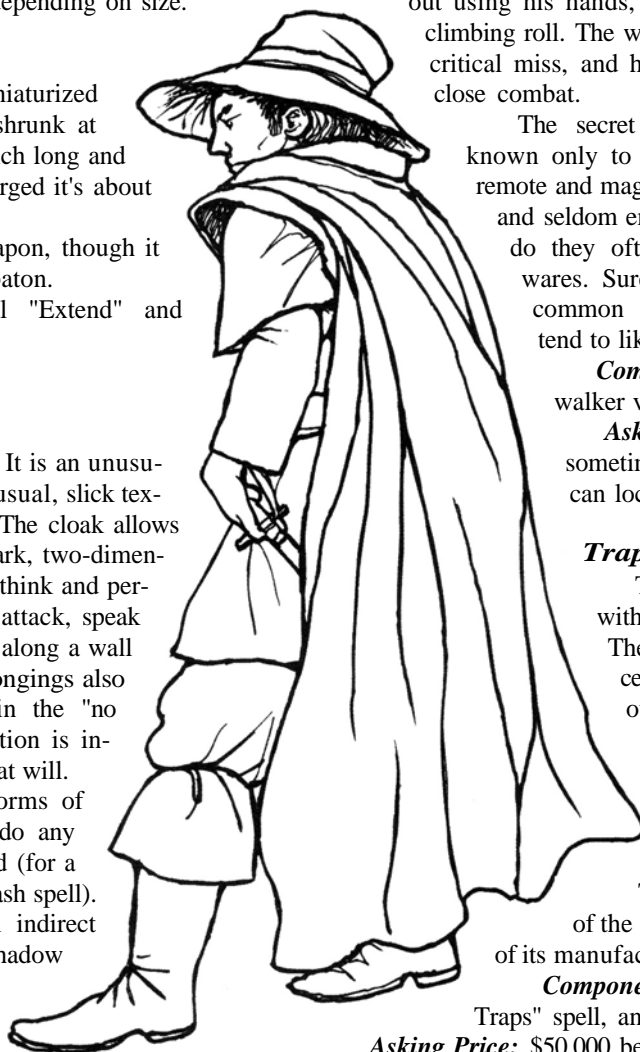 depending on size.
niaturized
shrunk at
ch long and
rged it's about
apon, though it
baton.
l "Extend" and
It is an unusu-
usual, slick tex-
The cloak allows
ark, two-dimen-
think and per-
attack, speak
along a wall
ongings also
in the "no
tion is in-
at will.
orms of
do any
d (for a
ash spell).
indirect
hadow
out using his hands,
climbing roll. The w
critical miss, and h
close combat.
The secret
known only to
remote and mag
and seldom en
do they oft
wares. Sure
common
tend to lik
Com
walker w
Ask
sometin
can loc
Trap
T
with
The
ce
of the
of its manufac
Compone
Traps" spell, an
Asking Price: $50,000 be